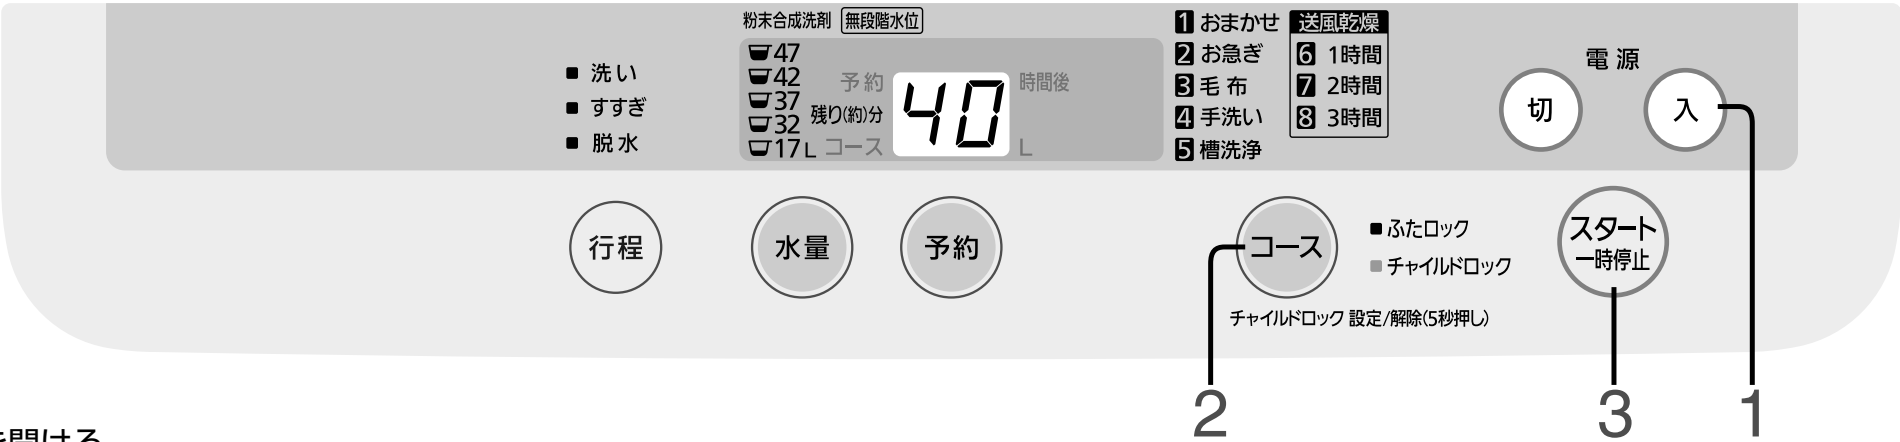 粉末合成洗剤 無段階水位
47
42
37
32
17 L
洗い
すすぎ
脱水
予約
残り(約)分
コース
40
時間後
L
1 おまかせ
2 お急ぎ
3 毛布
4 手洗い
5 槽洗浄
送風乾燥
6 1時間
7 2時間
8 3時間
電源
切
入
行程
水量
予約
コース
ふたロック
チャイルドロック
チャイルドロック 設定/解除(5秒押し)
スタート
一時停止
2
3
1
を開ける